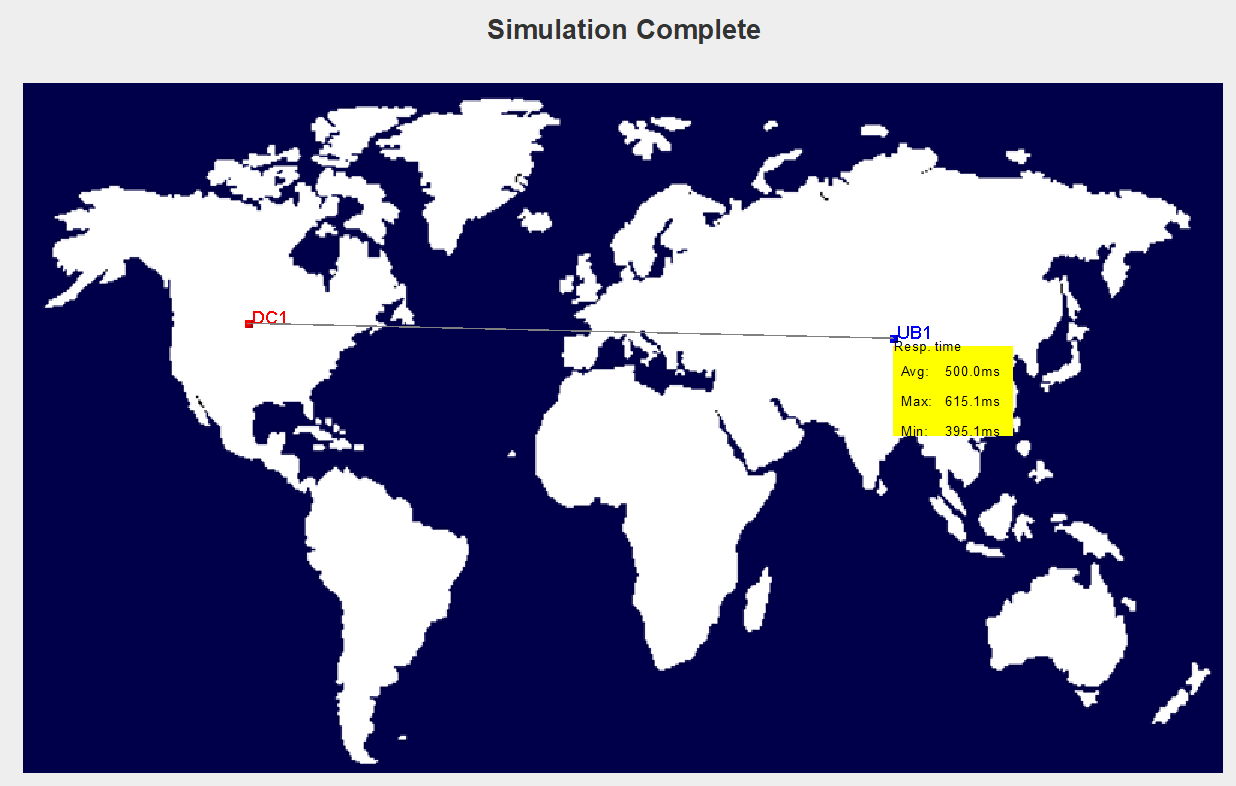 Simulation Complete
DC1
UB1
Resp. time
Avg: 500.0ms
Max: 615.1ms
Min: 395.1ms